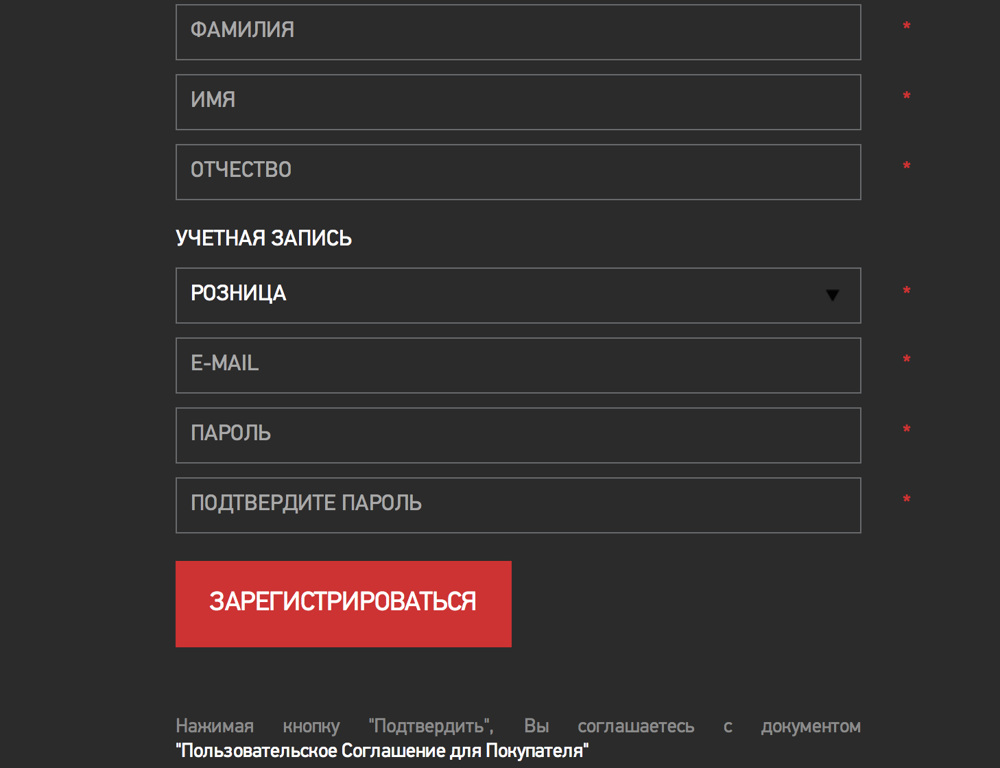 ФАМИЛИЯ *
ИМЯ *
ОТЧЕСТВО *
УЧЕТНАЯ ЗАПИСЬ
РОЗНИЦА *
E-MAIL *
ПАРОЛЬ *
ПОДТВЕРДИТЕ ПАРОЛЬ *
ЗАРЕГИСТРИРОВАТЬСЯ
Нажимая кнопку "Подтвердить", Вы соглашаетесь с документом
"Пользовательское Соглашение для Покупателя"